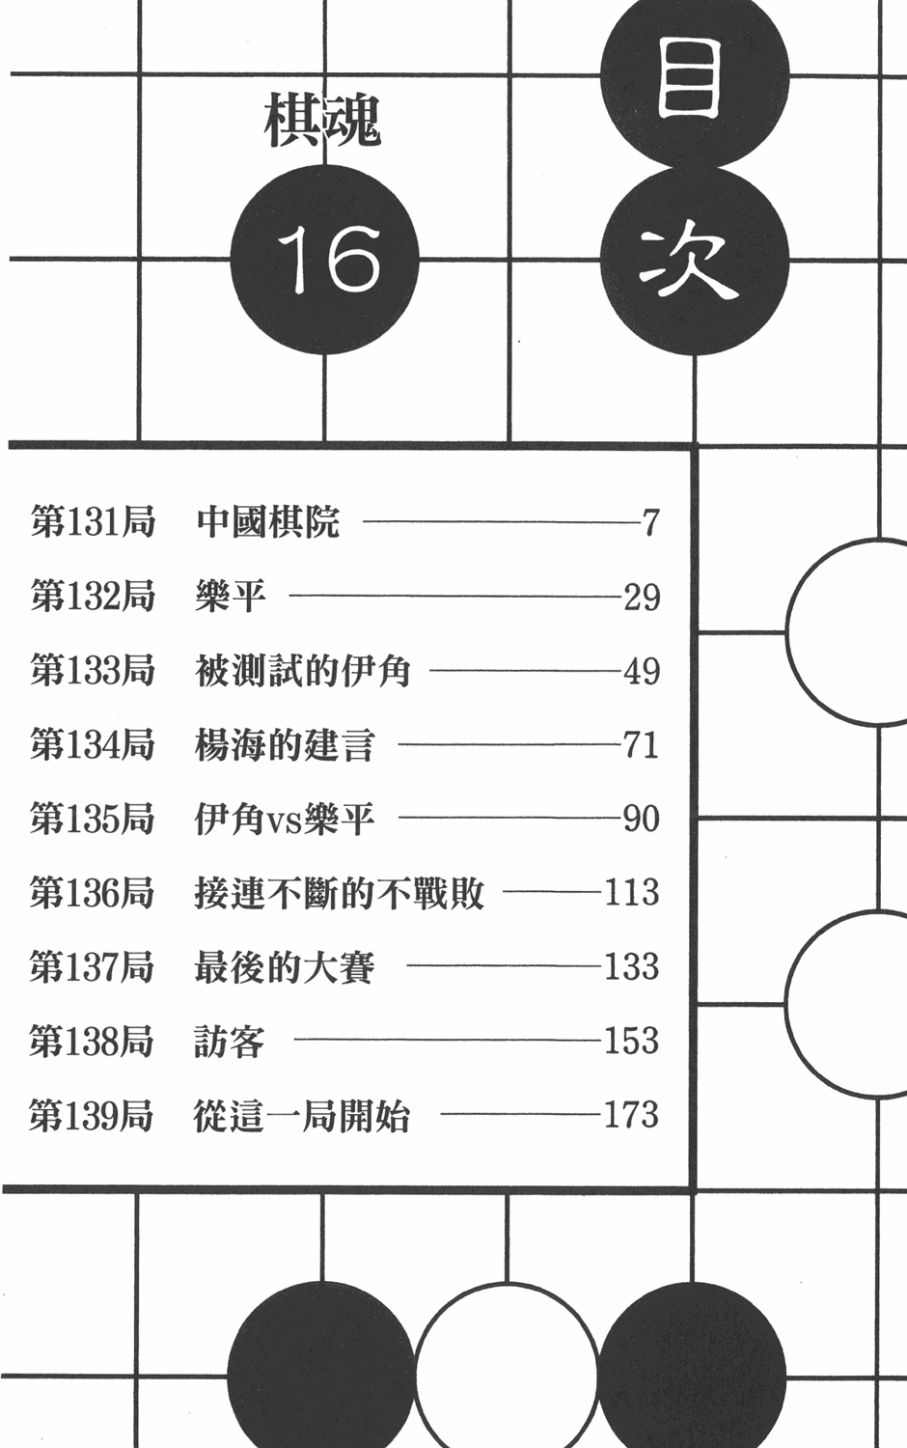 目次
棋魂
16
第131局 中國棋院 7
第132局 樂平 29
第133局 被測試的伊角 49
第134局 楊海的建言 71
第135局 伊角vs樂平 90
第136局 接連不斷的不戰敗 113
第137局 最後的大賽 133
第138局 訪客 153
第139局 從這一局開始 173